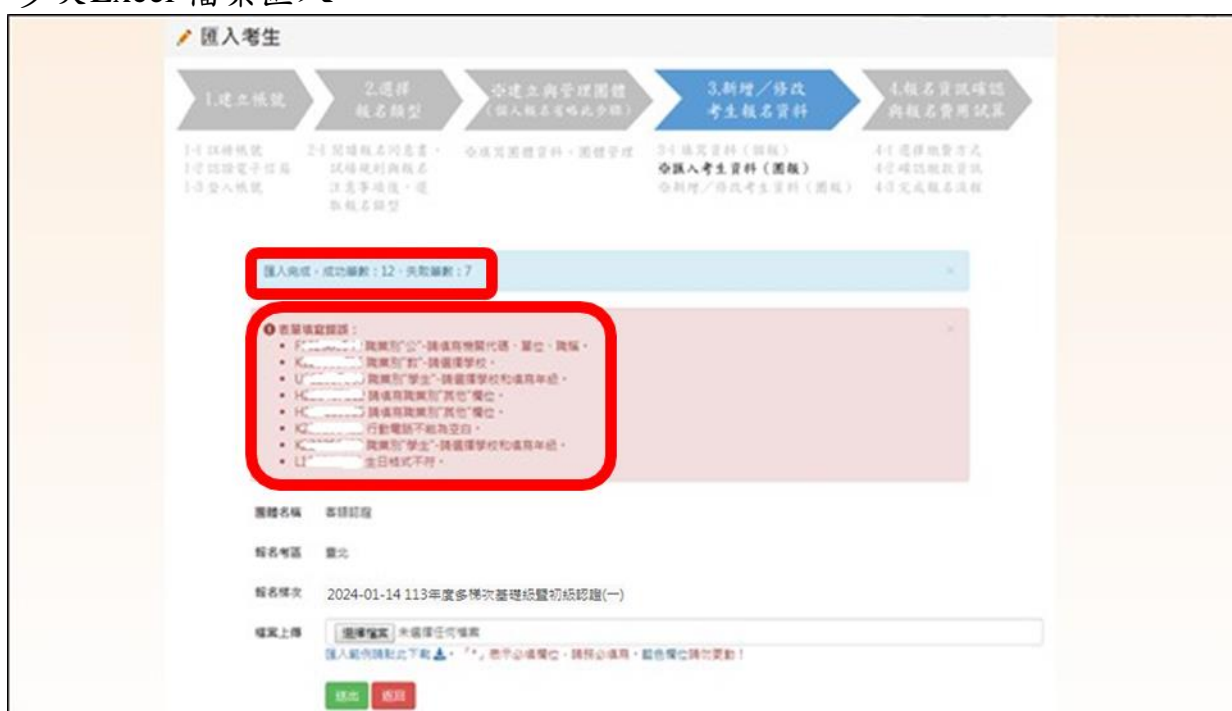 匯入考生
1.建立帳號
2.選擇
報名類型
※建立與管理團體
(個人報名省略此步驟)
3.新增／修改
考生報名資料
4.報名資訊確認
與報名費用試算
1-1 註冊帳號
1-2 認證電子信箱
1-3 登入帳號
2-1 閱讀報名同意書、
試場規則與報名
注意事項後，選
取報名類型
※填寫團體資料，團體管理
3-1 填寫資料（個報）
※匯入考生資料（團報）
※新增／修改考生資料（團報）
4-1 選擇繳費方式
4-2 確認繳款資訊
4-3 完成報名流程
匯入完成，成功筆數：12，失敗筆數：7
表單填寫錯誤：
職業別"公"-請填寫機關代碼、單位、職稱。
職業別"教"-請選擇學校。
職業別"學生"-請選擇學校和填寫年級。
請填寫職業別"其他"欄位。
請填寫職業別"其他"欄位。
行動電話不能為空白。
職業別"學生"-請選擇學校和填寫年級。
生日格式不符。
團體名稱 客語認證
報名考區 臺北
報名梯次 2024-01-14 113年度多梯次基礎級暨初級認證(一)
檔案上傳 選擇檔案 未選擇任何檔案
匯入範例請點此下載。「*」表示必填欄位，請務必填寫，藍色欄位請勿更動！
送出 返回